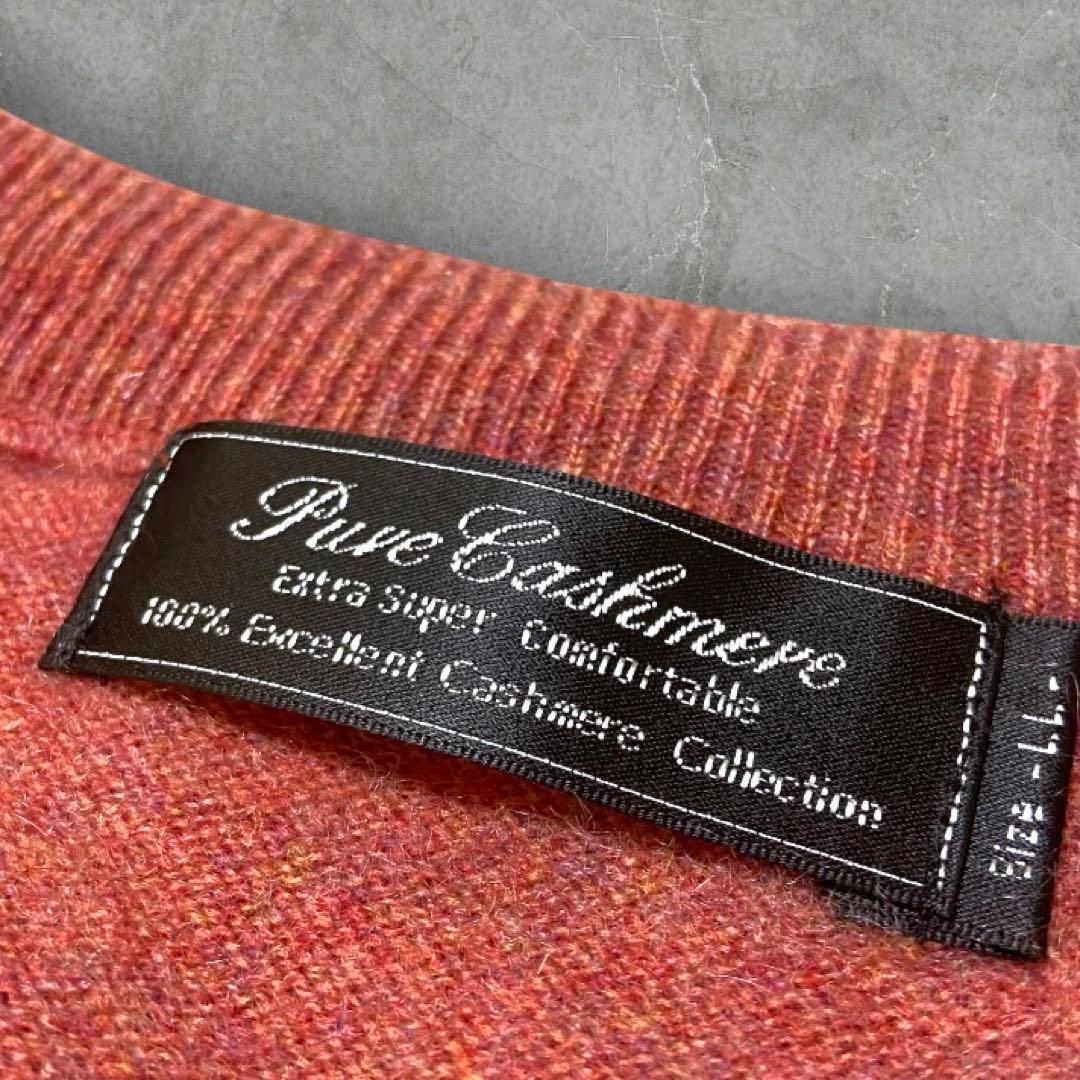 Pure Cashmere
Extra Super Comfortable
100% Excellent Cashmere Collection
Size -LL-